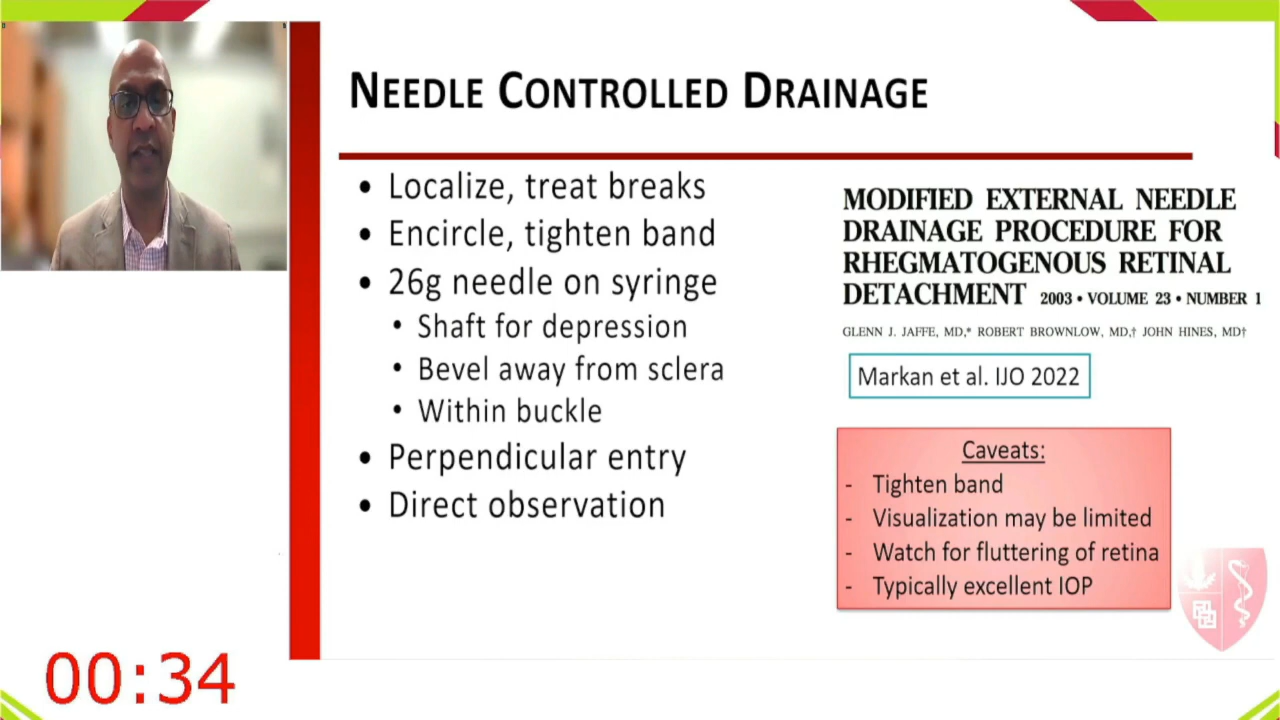 NEEDLE CONTROLLED DRAINAGE
• Localize, treat breaks
• Encircle, tighten band
• 26g needle on syringe
• Shaft for depression
• Bevel away from sclera
• Within buckle
• Perpendicular entry
• Direct observation
MODIFIED EXTERNAL NEEDLE
DRAINAGE PROCEDURE FOR
RHEGMATOGENOUS RETINAL
DETACHMENT 2003 • VOLUME 23 • NUMBER 1
GLENN J. JAFFE, MD,* ROBERT BROWNLOW, MD,† JOHN HINES, MD†
Markan et al. IJO 2022
Caveats:
- Tighten band
- Visualization may be limited
- Watch for fluttering of retina
- Typically excellent IOP
00:34